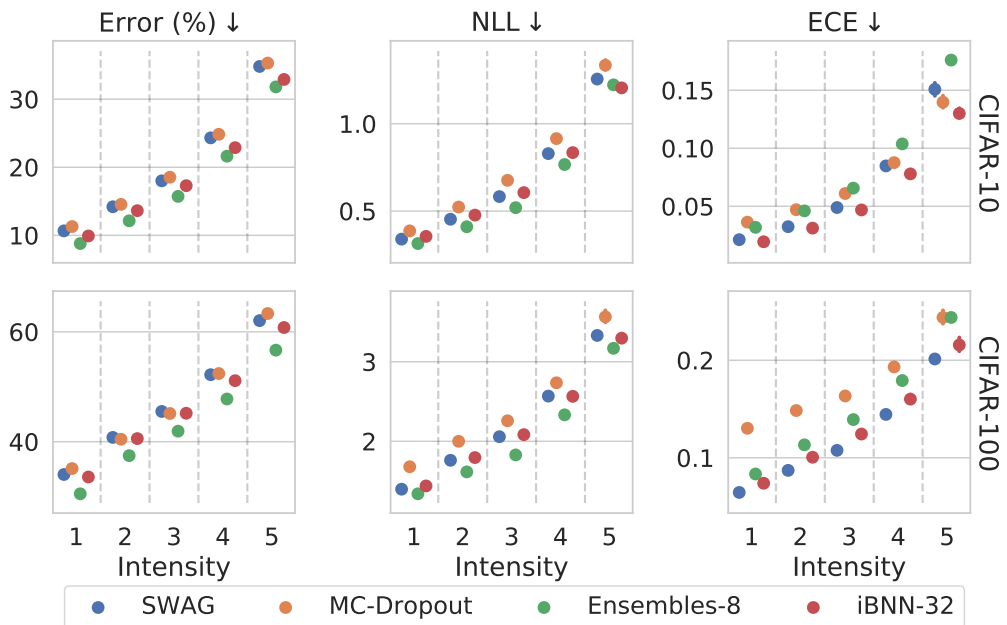 Error (%) ↓ NLL ↓ ECE ↓
30
20
10
1.0
0.5
0.15
0.10
0.05
CIFAR-10
60
40
3
2
0.2
0.1
CIFAR-100
1 2 3 4 5 1 2 3 4 5 1 2 3 4 5
Intensity Intensity Intensity
SWAG MC-Dropout Ensembles-8 iBNN-32